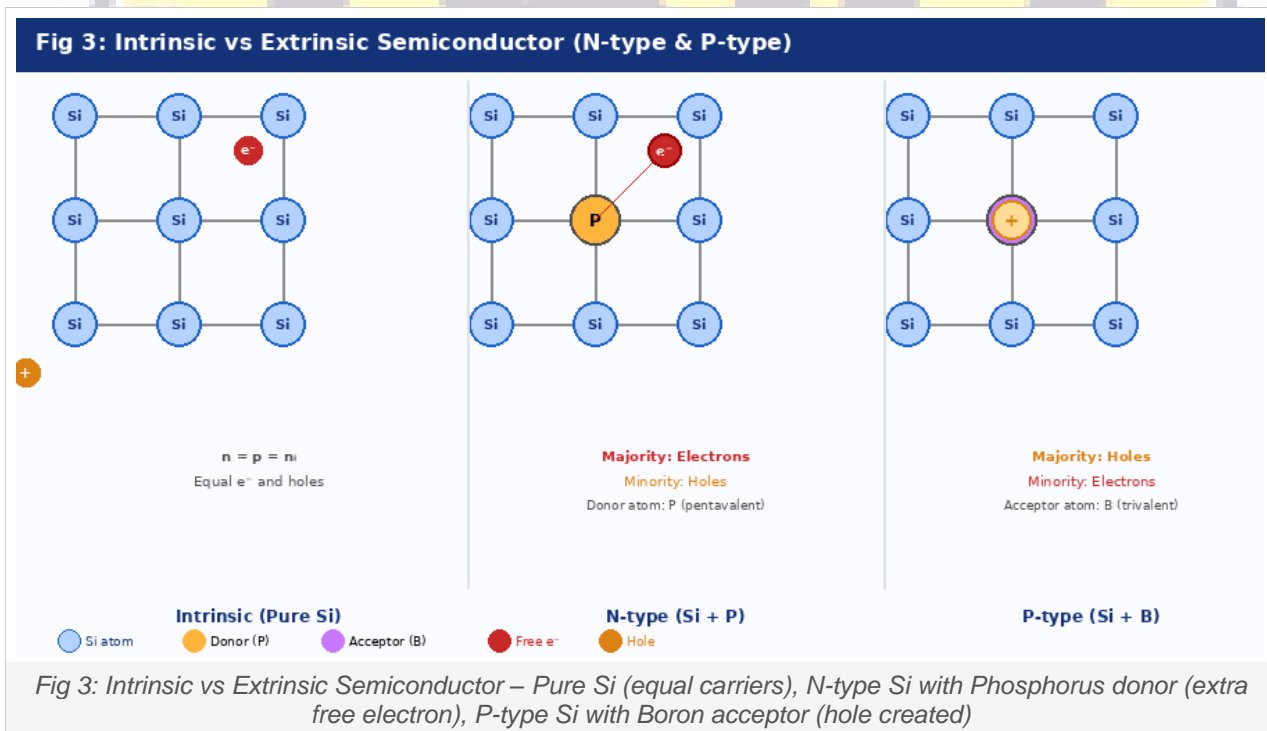 Fig 3: Intrinsic vs Extrinsic Semiconductor (N-type & P-type)
Si Si Si Si Si Si Si Si Si
e⁻ e⁻
Si Si Si Si P Si Si + Si
Si Si Si Si Si Si Si Si Si
+
n = p = nᵢ
Equal e⁻ and holes
Majority: Electrons
Minority: Holes
Donor atom: P (pentavalent)
Majority: Holes
Minority: Electrons
Acceptor atom: B (trivalent)
Intrinsic (Pure Si) N-type (Si + P) P-type (Si + B)
Si atom Donor (P) Acceptor (B) Free e⁻ Hole
Fig 3: Intrinsic vs Extrinsic Semiconductor – Pure Si (equal carriers), N-type Si with Phosphorus donor (extra
free electron), P-type Si with Boron acceptor (hole created)